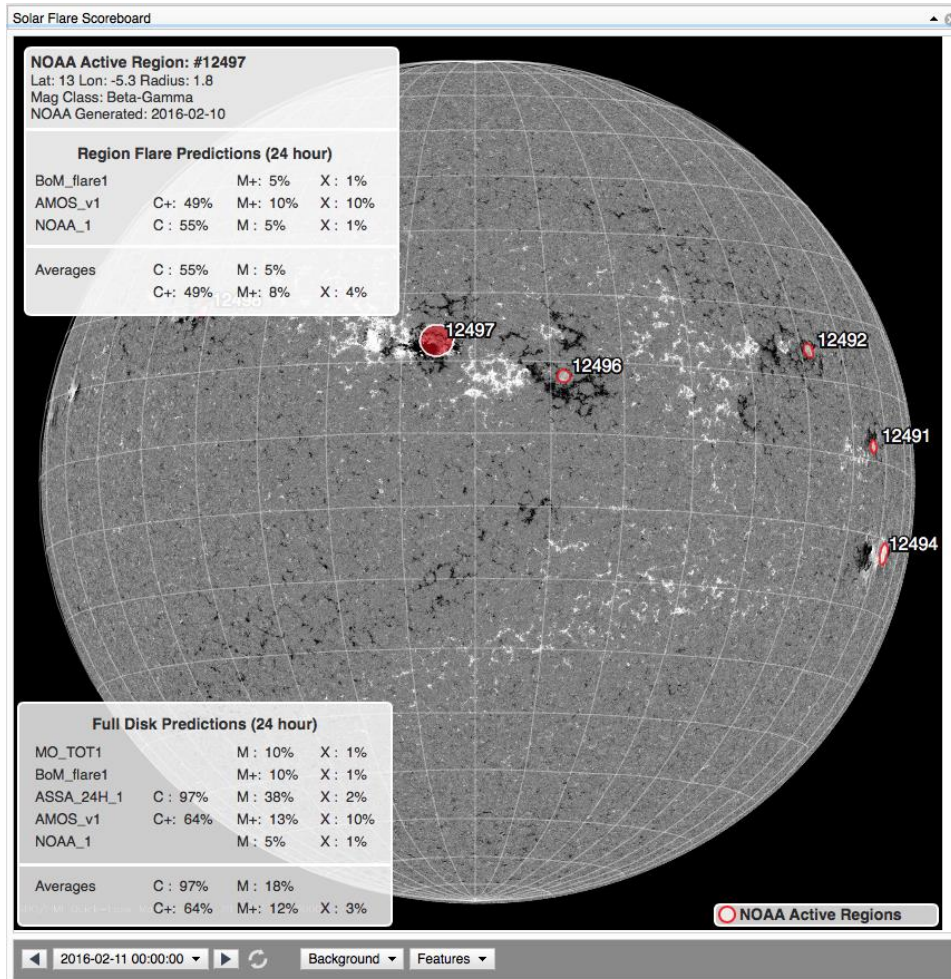 Solar Flare Scoreboard
NOAA Active Region: #12497
Lat: 13 Lon: -5.3 Radius: 1.8
Mag Class: Beta-Gamma
NOAA Generated: 2016-02-10
Region Flare Predictions (24 hour)
BoM_flare1 M+: 5% X : 1%
AMOS_v1 C+: 49% M+: 10% X : 10%
NOAA_1 C : 55% M : 5% X : 1%
Averages C : 55% M : 5%
C+: 49% M+: 8% X : 4%
12497
12492
12496
12491
12494
Full Disk Predictions (24 hour)
MO_TOT1 M : 10% X : 1%
BoM_flare1 M+: 10% X : 1%
ASSA_24H_1 C : 97% M : 38% X : 2%
AMOS_v1 C+: 64% M+: 13% X : 10%
NOAA_1 M : 5% X : 1%
Averages C : 97% M : 18%
C+: 64% M+: 12% X : 3%
NOAA Active Regions
2016-02-11 00:00:00 Background Features